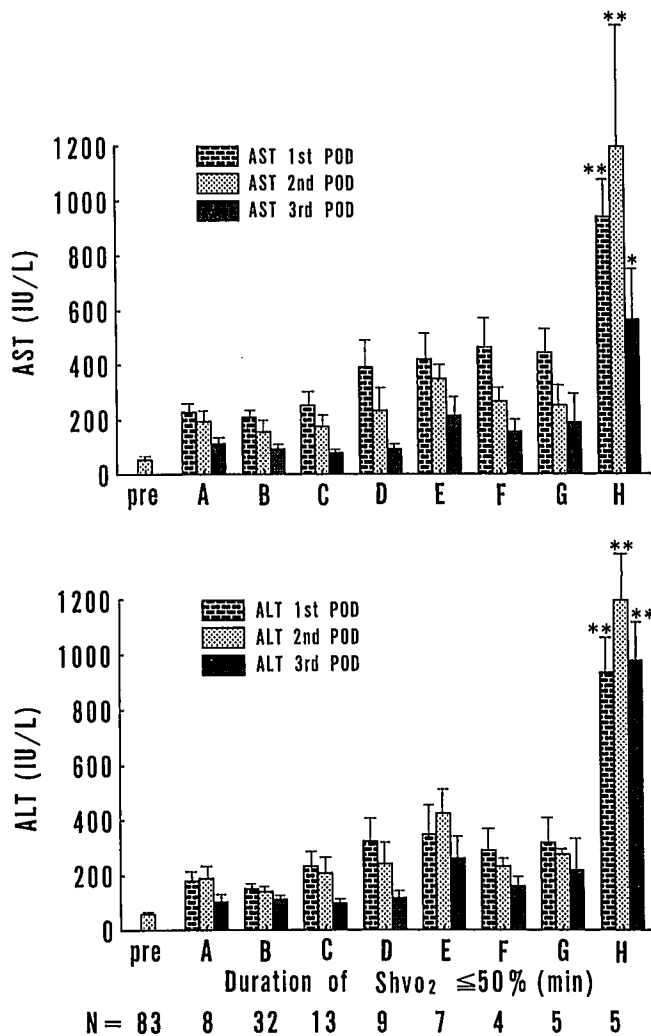 **
1200
1000
800
600
400
200
0
AST (IU/L)
AST 1st POD
AST 2nd POD
AST 3rd POD
**
*
pre A B C D E F G H
**
1200
1000
800
600
400
200
0
ALT (IU/L)
ALT 1st POD
ALT 2nd POD
ALT 3rd POD
** **
pre A B C D E F G H
Duration of Shvo₂ ≦50% (min)
N = 83 8 32 13 9 7 4 5 5